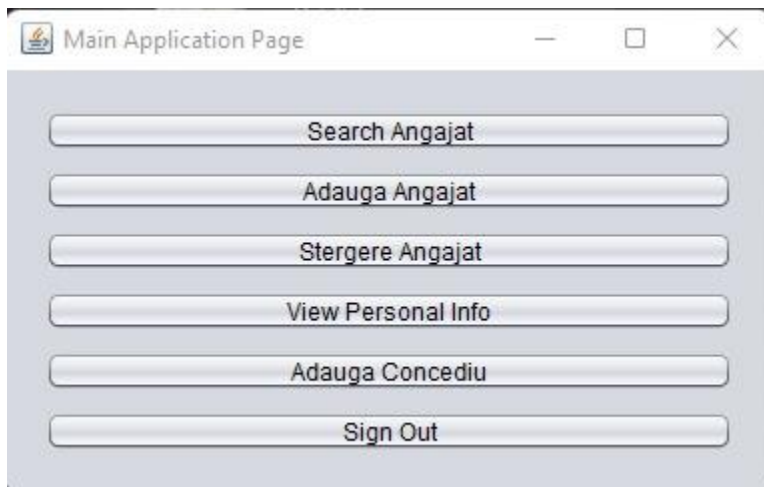 Main Application Page
Search Angajat
Adauga Angajat
Stergere Angajat
View Personal Info
Adauga Concediu
Sign Out